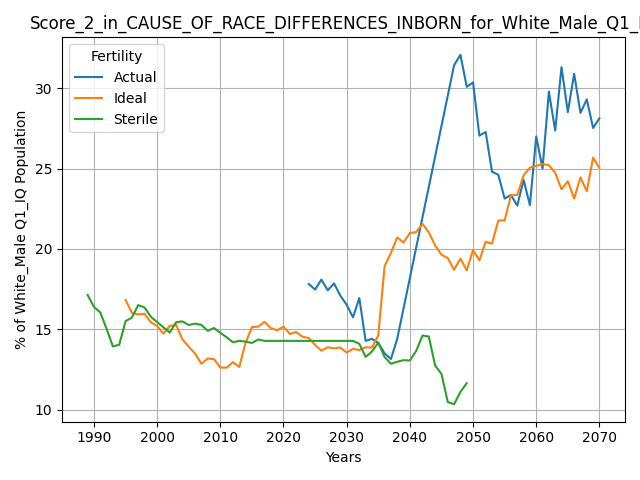 Score_2_in_CAUSE_OF_RACE_DIFFERENCES_INBORN_for_White_Male_Q1_
Fertility
Actual
Ideal
Sterile
% of White_Male Q1_IQ Population
30
25
20
15
10
1990 2000 2010 2020 2030 2040 2050 2060 2070
Years